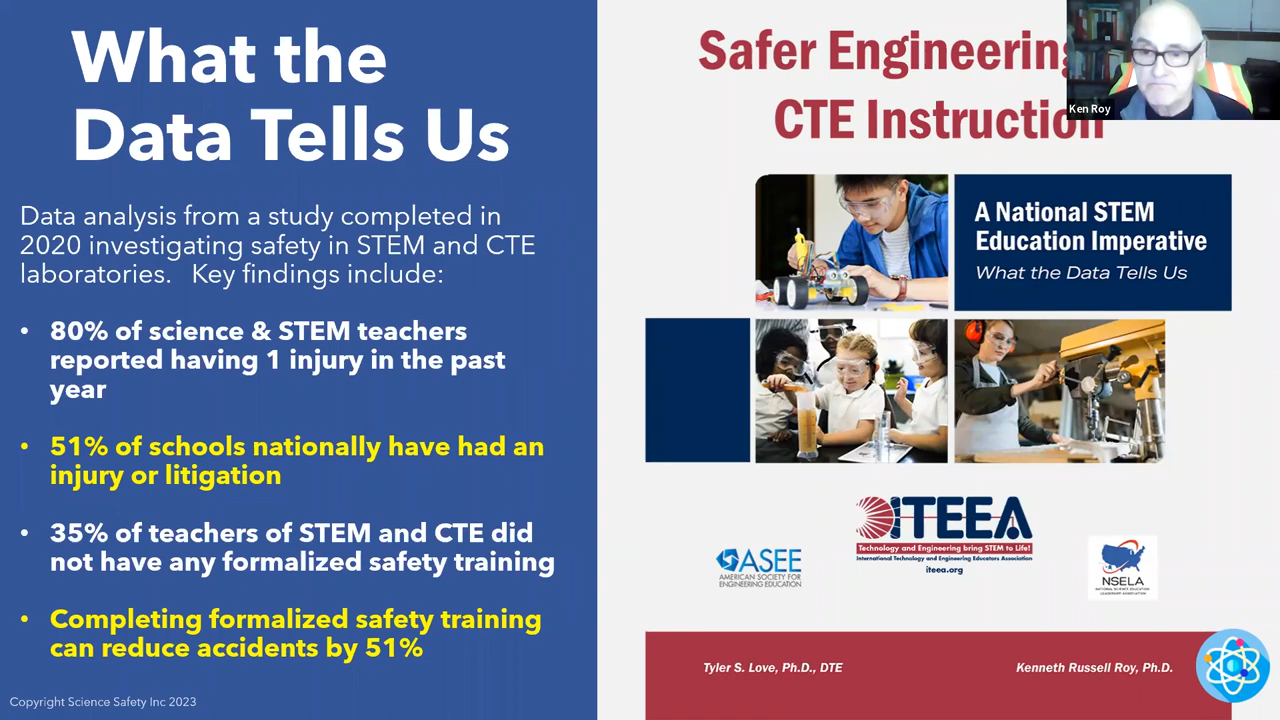 What the
Data Tells Us
Data analysis from a study completed in
2020 investigating safety in STEM and CTE
laboratories. Key findings include:
• 80% of science & STEM teachers
reported having 1 injury in the past
year
• 51% of schools nationally have had an
injury or litigation
• 35% of teachers of STEM and CTE did
not have any formalized safety training
• Completing formalized safety training
can reduce accidents by 51%
Copyright Science Safety Inc 2023
Safer Engineering
CTE Instruction
Ken Roy
A National STEM
Education Imperative
What the Data Tells Us
ITEEA
Technology and Engineering bring STEM to Life!
International Technology and Engineering Educators Association
iteea.org
ASEE
AMERICAN SOCIETY FOR
ENGINEERING EDUCATION
NSELA
NATIONAL SCIENCE EDUCATION
LEADERSHIP ASSOCIATION
Tyler S. Love, Ph.D., DTE
Kenneth Russell Roy, Ph.D.